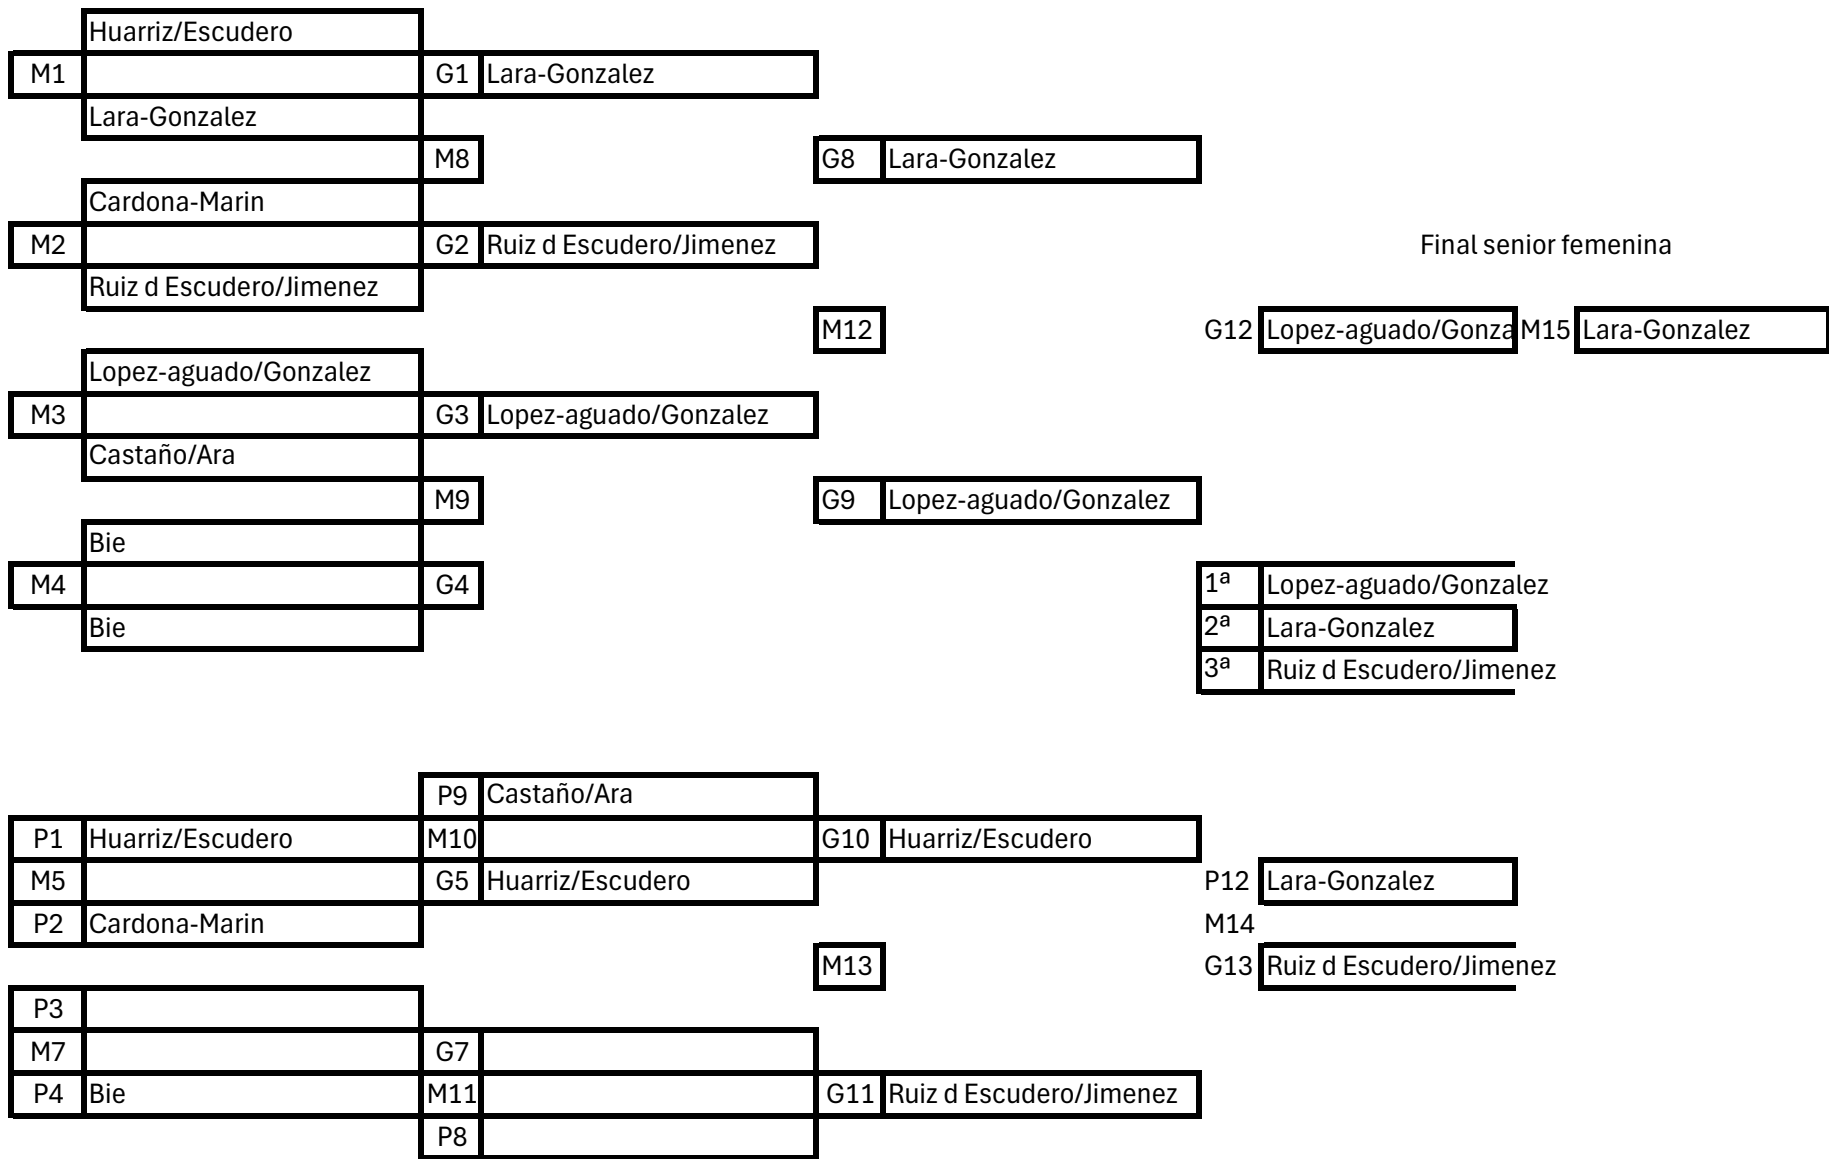 Huarriz/Escudero
M1 G1 Lara-Gonzalez
Lara-Gonzalez
M8 G8 Lara-Gonzalez
Cardona-Marin
M2 G2 Ruiz d Escudero/Jimenez Final senior femenina
Ruiz d Escudero/Jimenez
M12 G12 Lopez-aguado/Gonza M15 Lara-Gonzalez
Lopez-aguado/Gonzalez
M3 G3 Lopez-aguado/Gonzalez
Castaño/Ara
M9 G9 Lopez-aguado/Gonzalez
Bie
M4 G4 1ª Lopez-aguado/Gonzalez
Bie 2ª Lara-Gonzalez
3ª Ruiz d Escudero/Jimenez
P9 Castaño/Ara
P1 Huarriz/Escudero M10 G10 Huarriz/Escudero
M5 G5 Huarriz/Escudero P12 Lara-Gonzalez
P2 Cardona-Marin M14
M13 G13 Ruiz d Escudero/Jimenez
P3
M7 G7
P4 Bie M11 G11 Ruiz d Escudero/Jimenez
P8